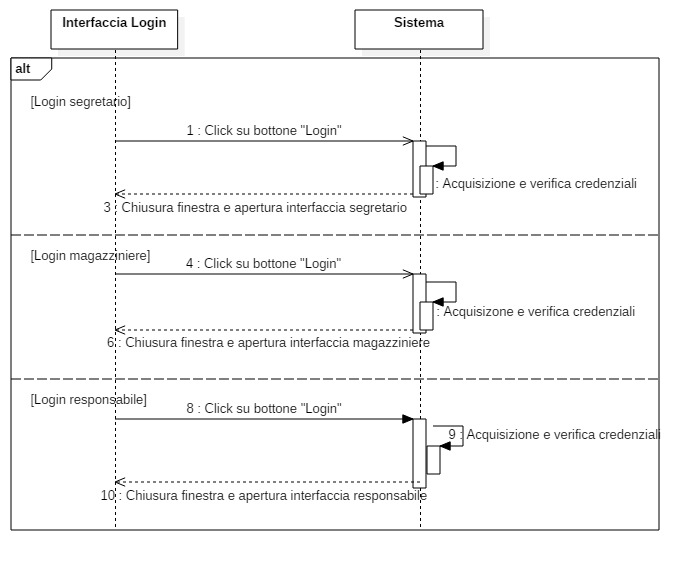 Interfaccia Login
Sistema
alt
[Login segretario]
1 : Click su bottone "Login"
: Acquisizione e verifica credenziali
3 : Chiusura finestra e apertura interfaccia segretario
[Login magazziniere]
4 : Click su bottone "Login"
: Acquisizone e verifica credenziali
6 : Chiusura finestra e apertura interfaccia magazziniere
[Login responsabile]
8 : Click su bottone "Login"
9 : Acquisizione e verifica credenziali
10 : Chiusura finestra e apertura interfaccia responsabile